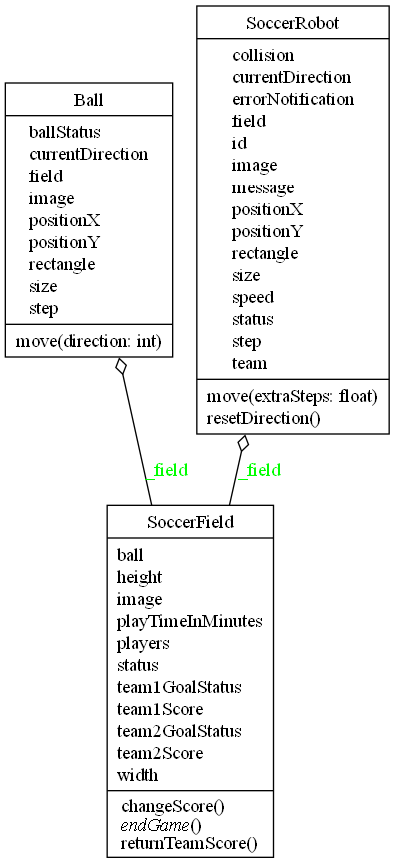 SoccerRobot
collision
currentDirection
errorNotification
field
id
image
message
positionX
positionY
rectangle
size
speed
status
step
team
move(extraSteps: float)
resetDirection()
Ball
ballStatus
currentDirection
field
image
positionX
positionY
rectangle
size
step
move(direction: int)
_field
_field
SoccerField
ball
height
image
playTimeInMinutes
players
status
team1GoalStatus
team1Score
team2GoalStatus
team2Score
width
changeScore()
endGame()
returnTeamScore()